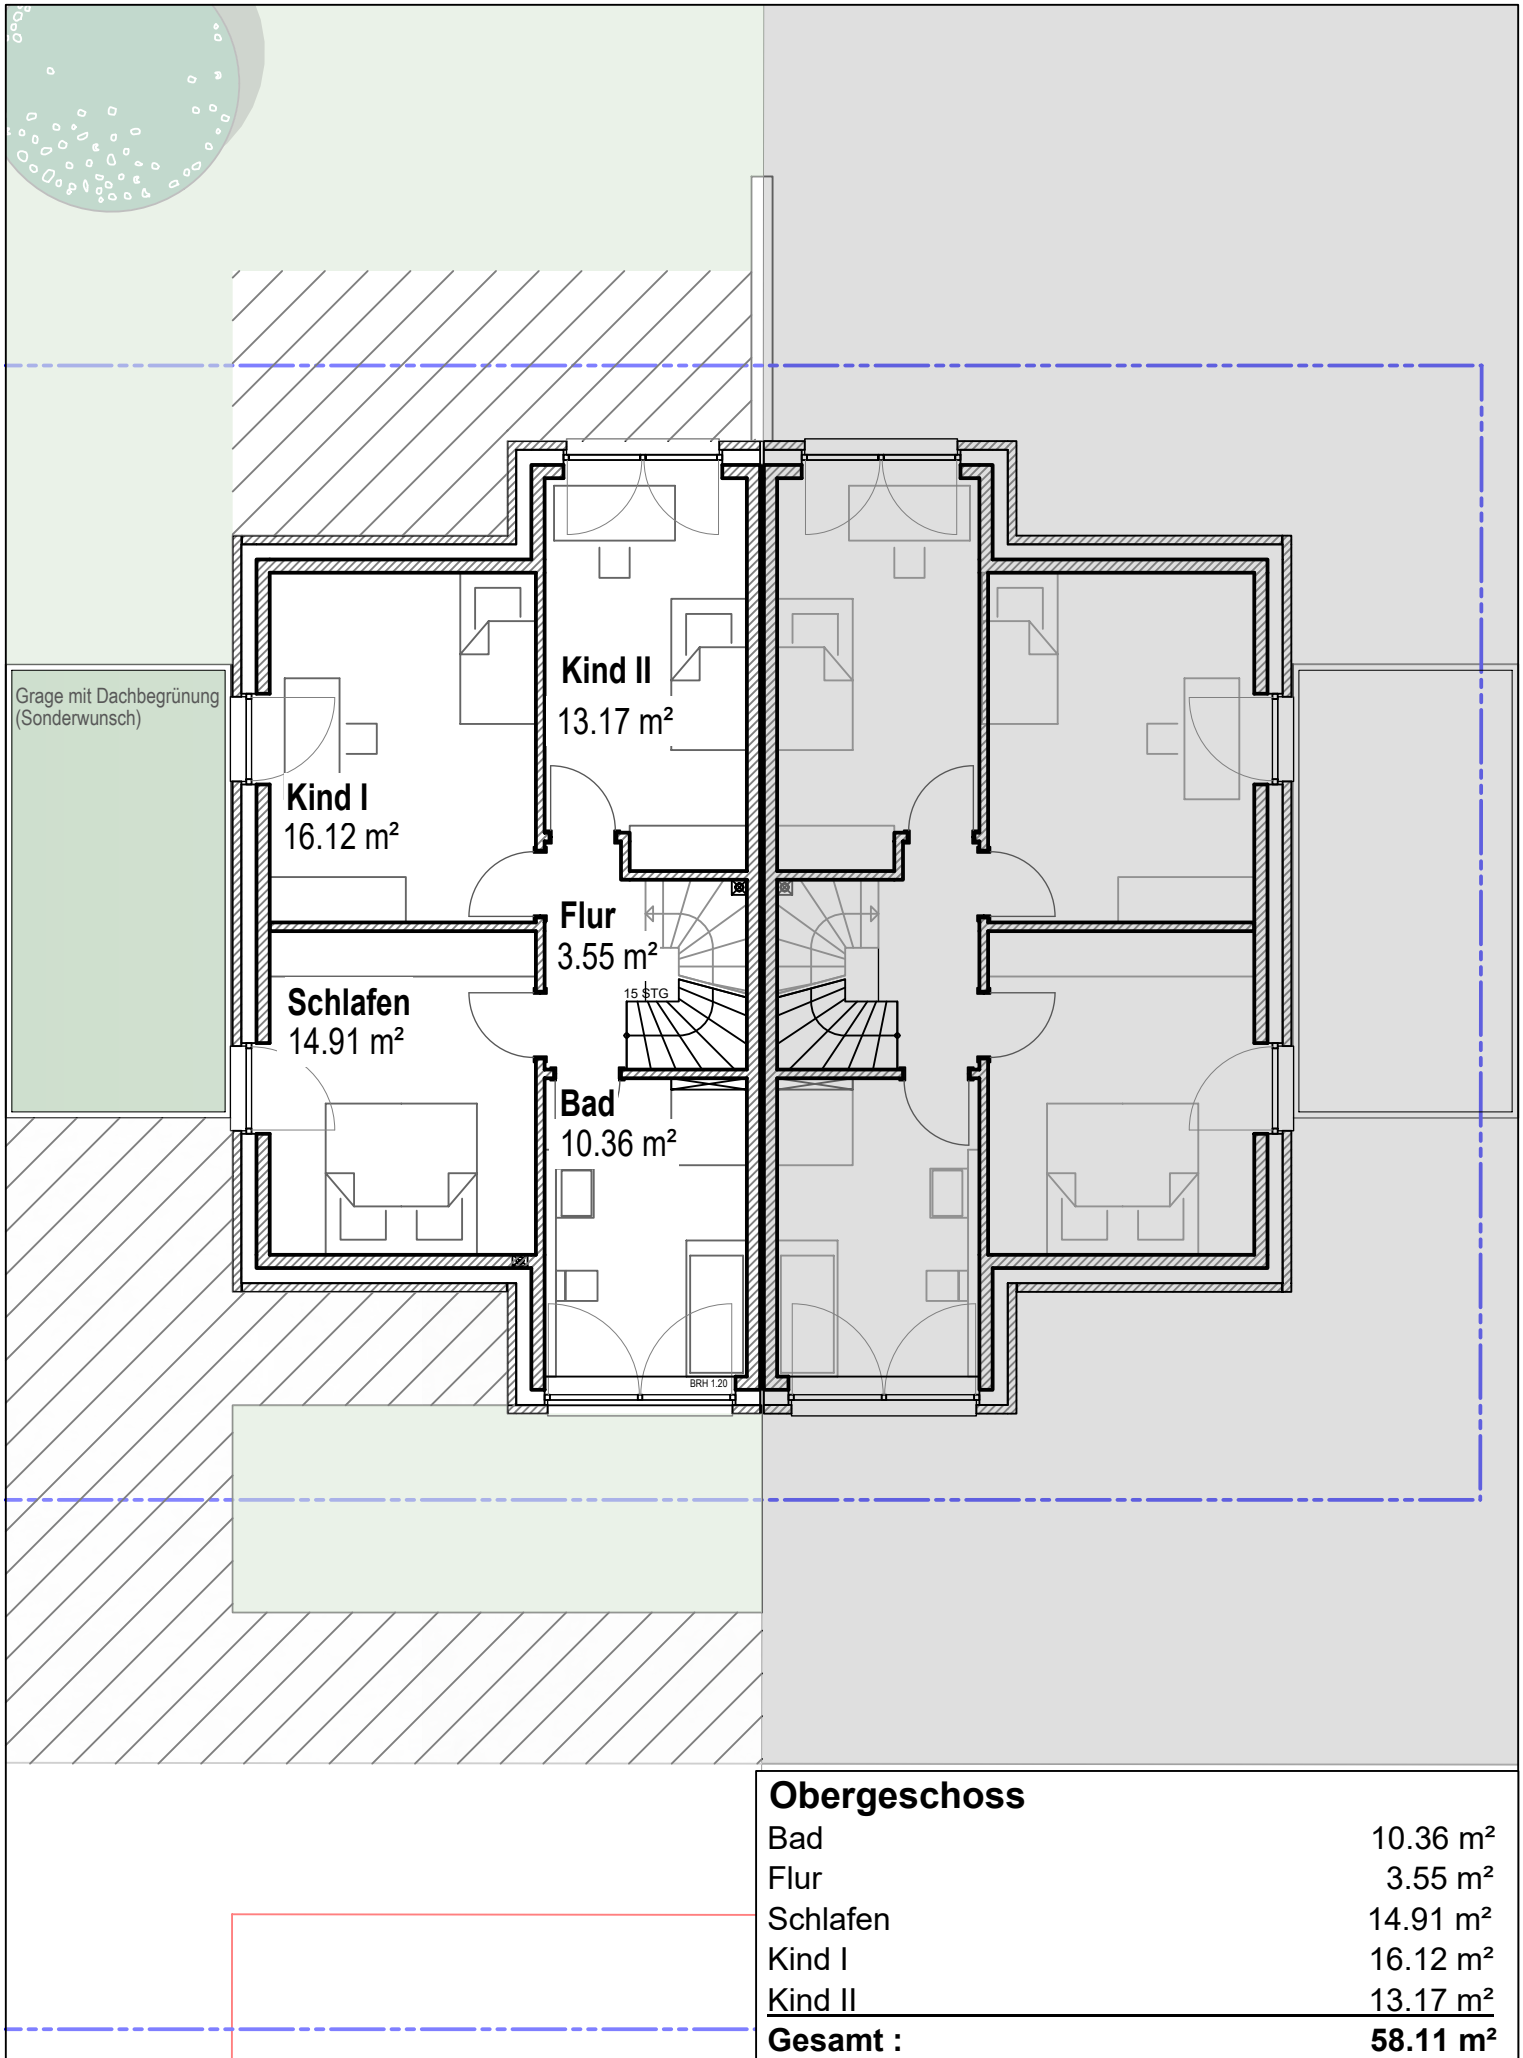 Grage mit Dachbegrünung
(Sonderwunsch)
Kind II
13.17 m²
Kind I
16.12 m²
Flur
3.55 m²
15 STG
Schlafen
14.91 m²
Bad
10.36 m²
BRH 1.20
Obergeschoss
Bad 10.36 m²
Flur 3.55 m²
Schlafen 14.91 m²
Kind I 16.12 m²
Kind II 13.17 m²
Gesamt : 58.11 m²